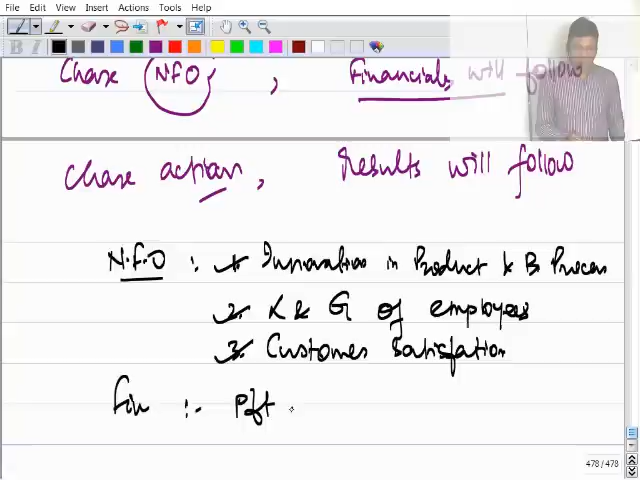 File Edit View Insert Actions Tools Help
Chase NFO, Financials will follow
Chase action, Results will follow
N.F.O : 1. Innovation in Product & B. Process
2. L & G of employees
3. Customer Satisfaction
Fin :- Pft
478 / 478